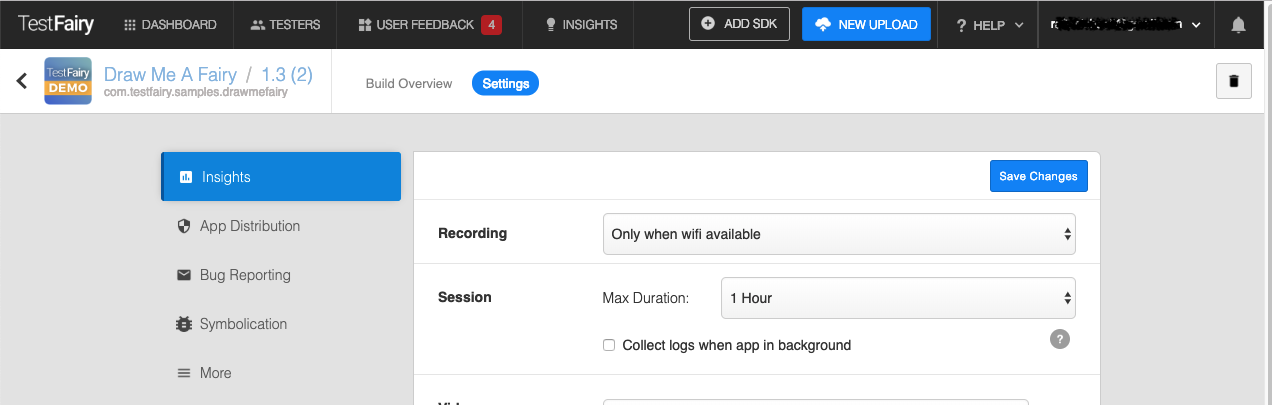 TestFairy DASHBOARD TESTERS USER FEEDBACK 4 INSIGHTS ADD SDK NEW UPLOAD ? HELP
TestFairy DEMO
Draw Me A Fairy / 1.3 (2)
com.testfairy.samples.drawmefairy
Build Overview Settings
Insights
App Distribution
Bug Reporting
Symbolication
More
Save Changes
Recording Only when wifi available
Session Max Duration: 1 Hour
Collect logs when app in background ?